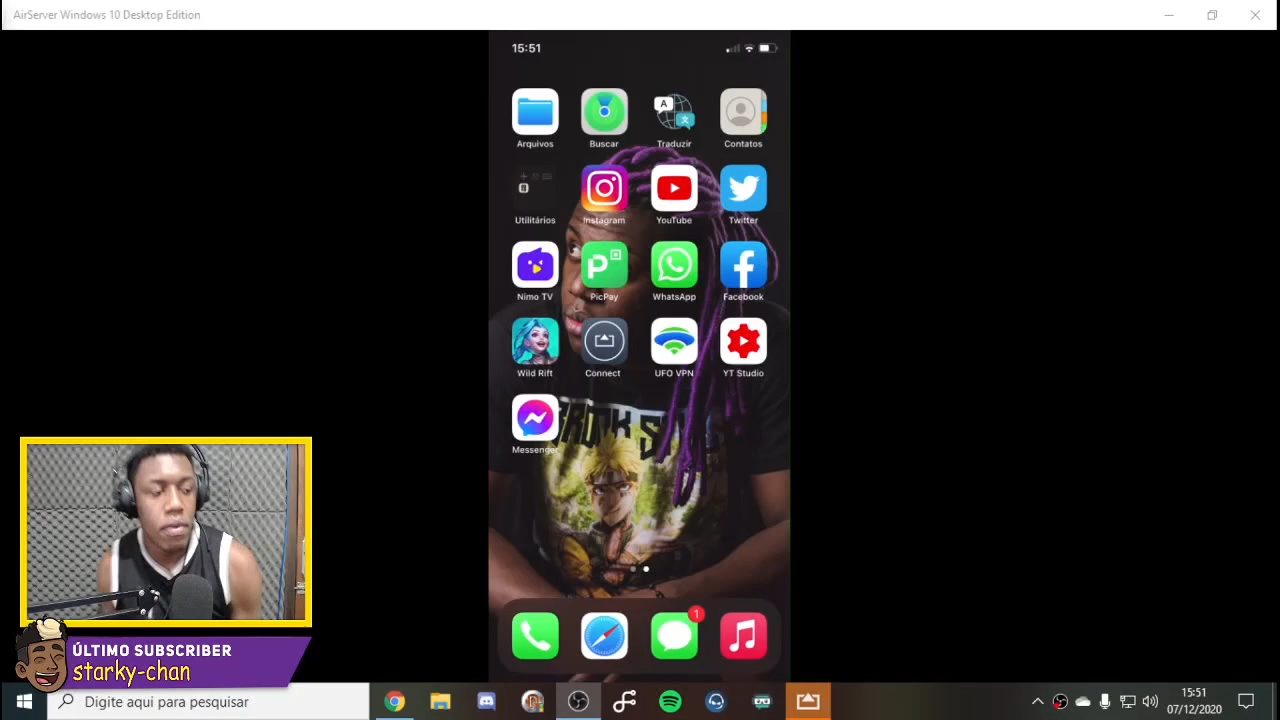 AirServer Windows 10 Desktop Edition
15:51
Arquivos
Buscar
Traduzir
Contatos
Utilitários
Instagram
YouTube
Twitter
Nimo TV
PicPay
WhatsApp
Facebook
Wild Rift
Connect
UFO VPN
YT Studio
Messenger
1
ÚLTIMO SUBSCRIBER
starky-chan
Digite aqui para pesquisar
15:51
07/12/2020